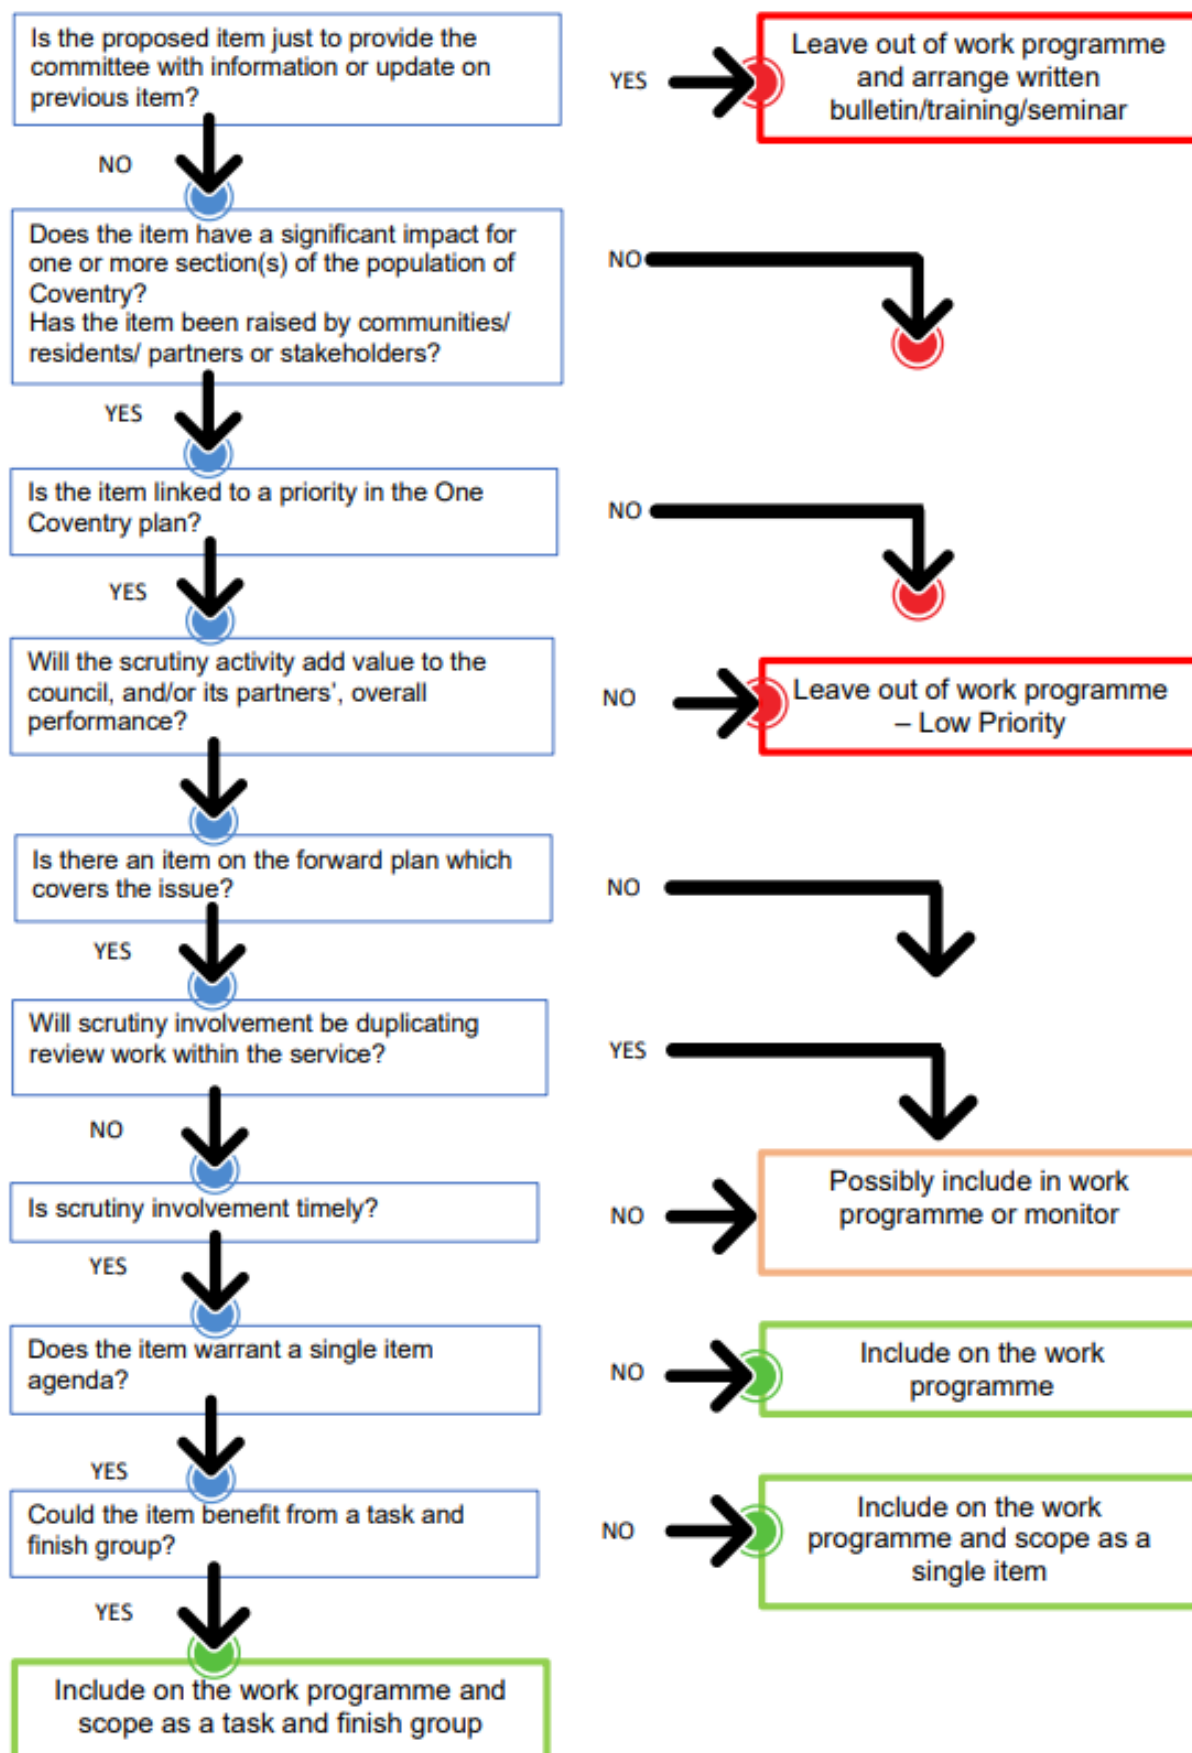 Is the proposed item just to provide the
committee with information or update on
previous item?
YES
Leave out of work programme
and arrange written
bulletin/training/seminar
NO
Does the item have a significant impact for
one or more section(s) of the population of
Coventry?
Has the item been raised by communities/
residents/ partners or stakeholders?
NO
YES
Is the item linked to a priority in the One
Coventry plan?
NO
YES
Will the scrutiny activity add value to the
council, and/or its partners', overall
performance?
NO
Leave out of work programme
– Low Priority
Is there an item on the forward plan which
covers the issue?
NO
YES
Will scrutiny involvement be duplicating
review work within the service?
YES
NO
Is scrutiny involvement timely?
NO
Possibly include in work
programme or monitor
YES
Does the item warrant a single item
agenda?
NO
Include on the work
programme
YES
Could the item benefit from a task and
finish group?
NO
Include on the work
programme and scope as a
single item
YES
Include on the work programme and
scope as a task and finish group